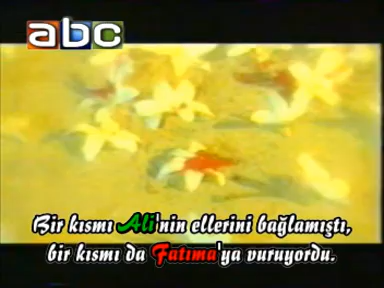 abc
Bir kısmı Ali'nin ellerini bağlamıştı,
bir kısmı da Fatıma'ya vuruyordu.